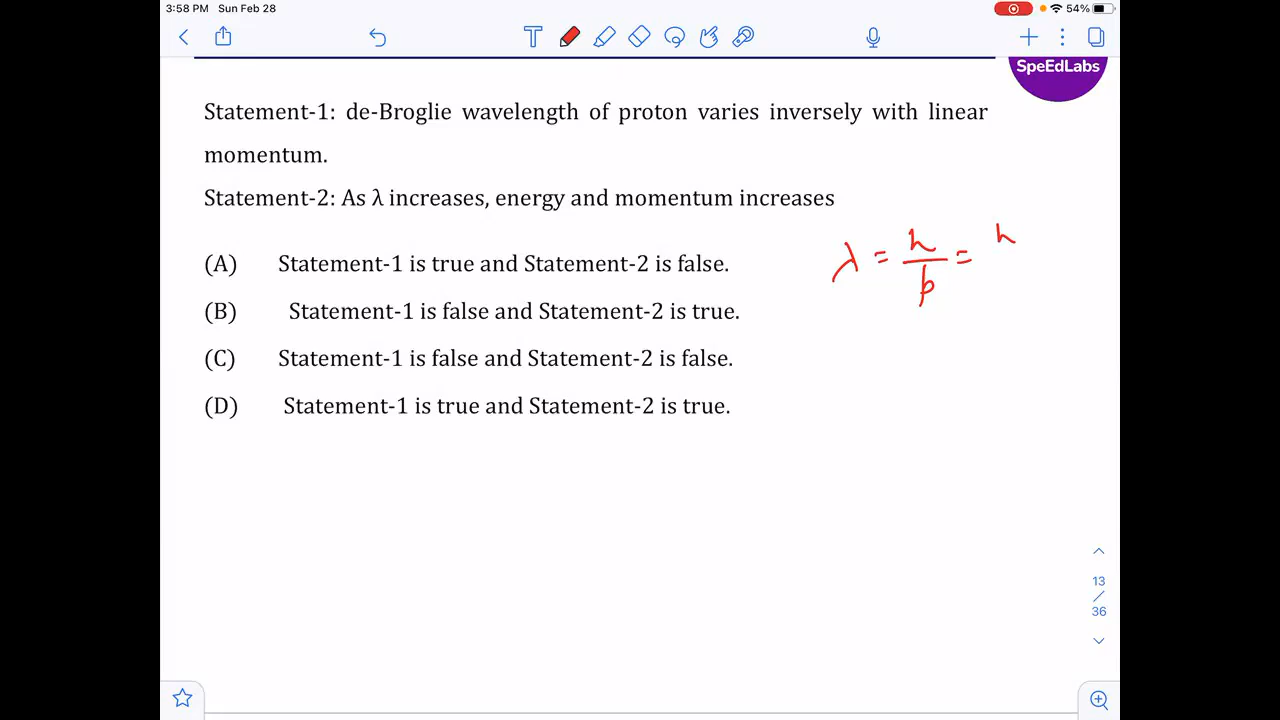 3:58 PM Sun Feb 28
54%
T
SpeEdLabs
Statement-1: de-Broglie wavelength of proton varies inversely with linear
momentum.
Statement-2: As λ increases, energy and momentum increases
(A) Statement-1 is true and Statement-2 is false.
(B) Statement-1 is false and Statement-2 is true.
(C) Statement-1 is false and Statement-2 is false.
(D) Statement-1 is true and Statement-2 is true.
λ = h/p = h
13
/
36